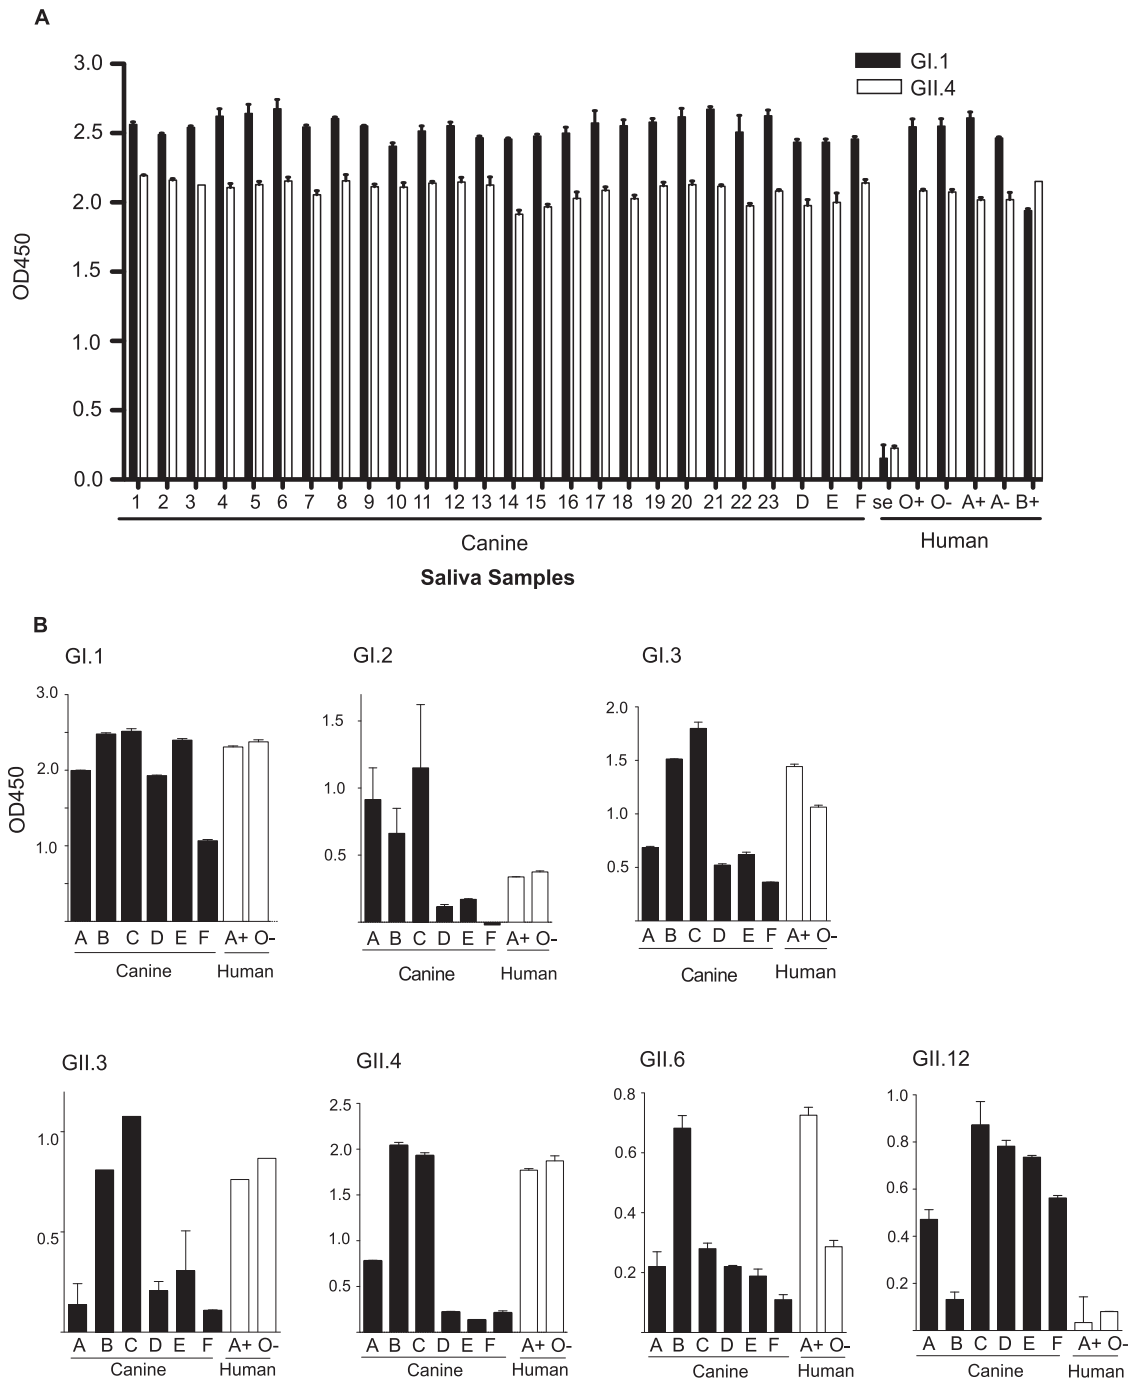 A
3.0
2.5
2.0
1.5
1.0
0.5
0.0
OD450
GI.1
GII.4
1 2 3 4 5 6 7 8 9 10 11 12 13 14 15 16 17 18 19 20 21 22 23 D E F se O+ O- A+ A- B+
Canine Human
Saliva Samples
B
GI.1
3.0
2.0
1.0
OD450
A B C D E F A+ O-
Canine Human
GI.2
1.5
1.0
0.5
A B C D E F A+ O-
Canine Human
GI.3
2.0
1.5
1.0
0.5
A B C D E F A+ O-
Canine Human
GII.3
1.0
0.5
A B C D E F A+ O-
Canine Human
GII.4
2.5
2.0
1.5
1.0
0.5
A B C D E F A+ O-
Canine Human
GII.6
0.8
0.6
0.4
0.2
A B C D E F A+ O-
Canine Human
GII.12
1.0
0.8
0.6
0.4
0.2
A B C D E F A+ O-
Canine Human